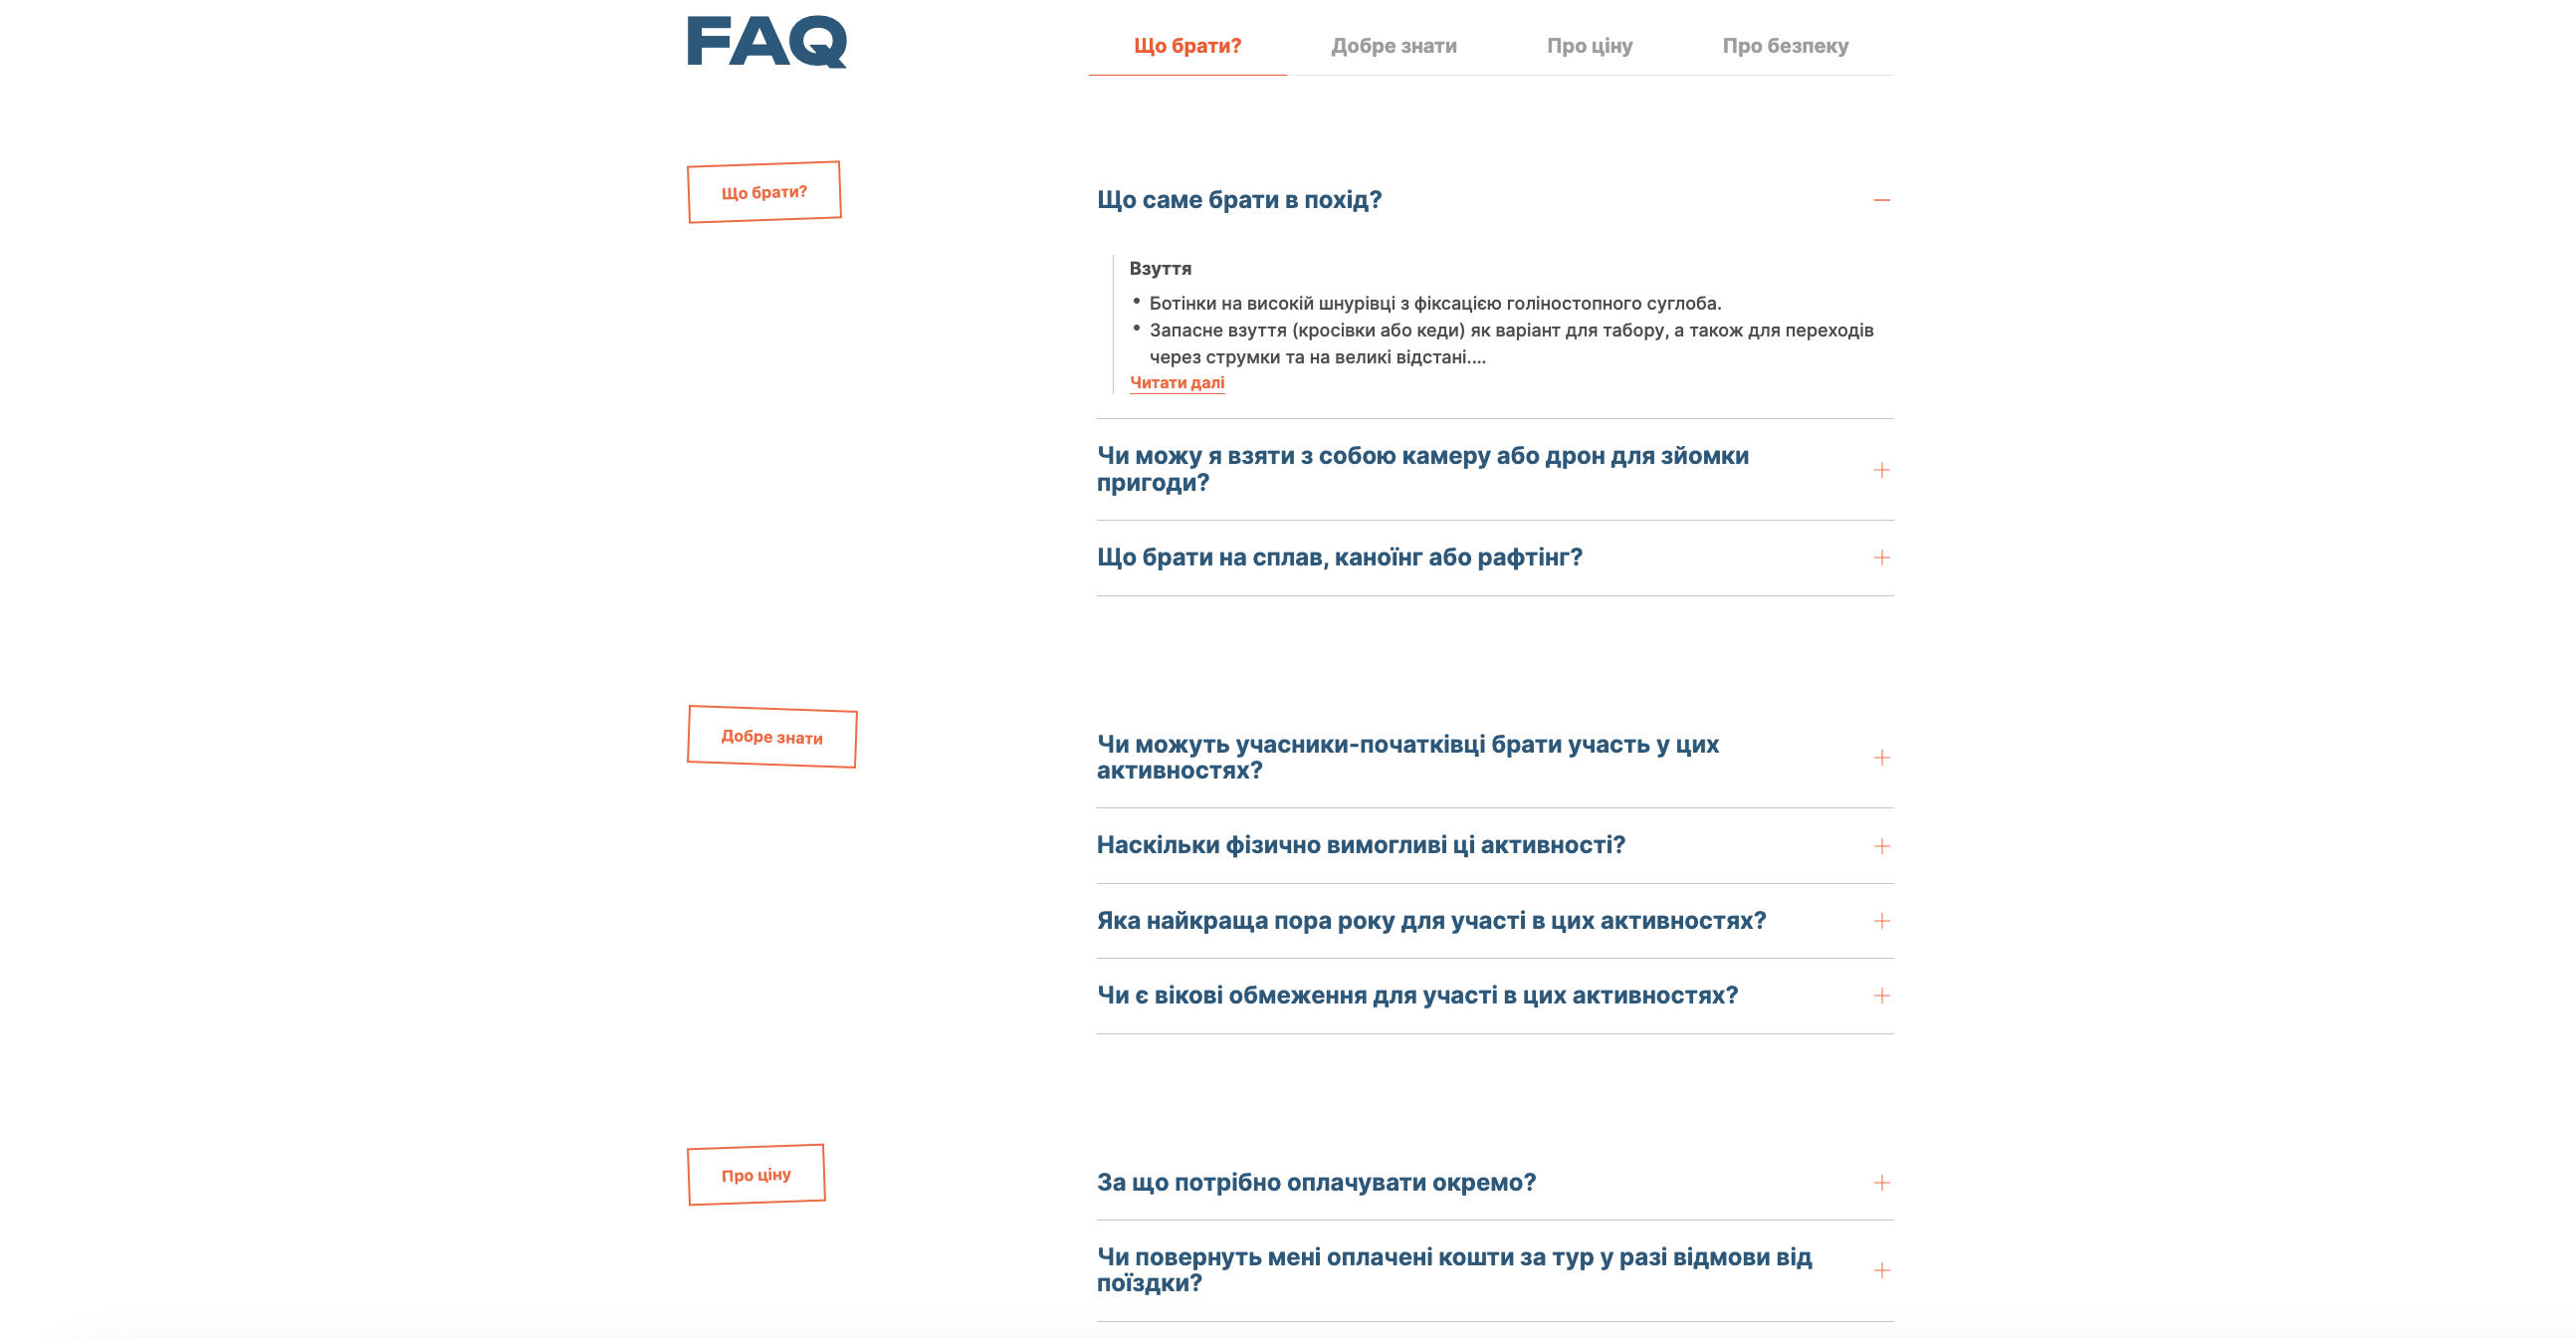 FAQ
Що брати?
Добре знати
Про ціну
Про безпеку
Що брати?
Що саме брати в похід?
Взуття
• Ботінки на високій шнурівці з фіксацією голіностопного суглоба.
• Запасне взуття (кросівки або кеди) як варіант для табору, а також для переходів
через струмки та на великі відстані....
Читати далі
Чи можу я взяти з собою камеру або дрон для зйомки
пригоди?
Що брати на сплав, каноїнг або рафтінг?
Добре знати
Чи можуть учасники-початківці брати участь у цих
активностях?
Наскільки фізично вимогливі ці активності?
Яка найкраща пора року для участі в цих активностях?
Чи є вікові обмеження для участі в цих активностях?
Про ціну
За що потрібно оплачувати окремо?
Чи повернуть мені оплачені кошти за тур у разі відмови від
поїздки?